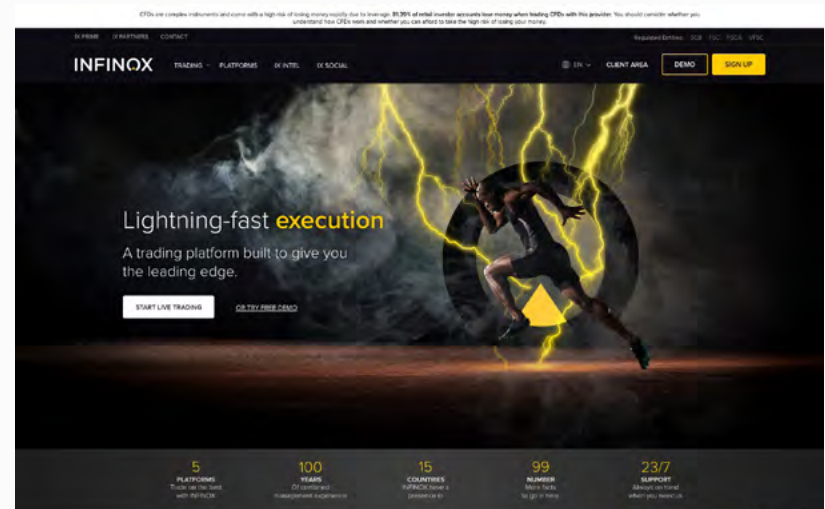 CFDs are complex instruments and come with a high risk of losing money rapidly due to leverage. 81.35% of retail investor accounts lose money when trading CFDs with this provider. You should consider whether you
understand how CFDs work and whether you can afford to take the high risk of losing your money.
IX PRIME IX PARTNERS CONTACT
Regulated Entities: SCB FSC FSCA VFSC
INFINOX TRADING PLATFORMS IX INTEL IX SOCIAL EN CLIENT AREA DEMO SIGN UP
Lightning-fast execution
A trading platform built to give you
the leading edge.
START LIVE TRADING OR TRY FREE DEMO
5 100 15 99 23/7
PLATFORMS YEARS COUNTRIES NUMBER SUPPORT
Trade on the best Of combined INFINOX have a More facts Always on hand
with INFINOX management experience presence in to go in here when you need us